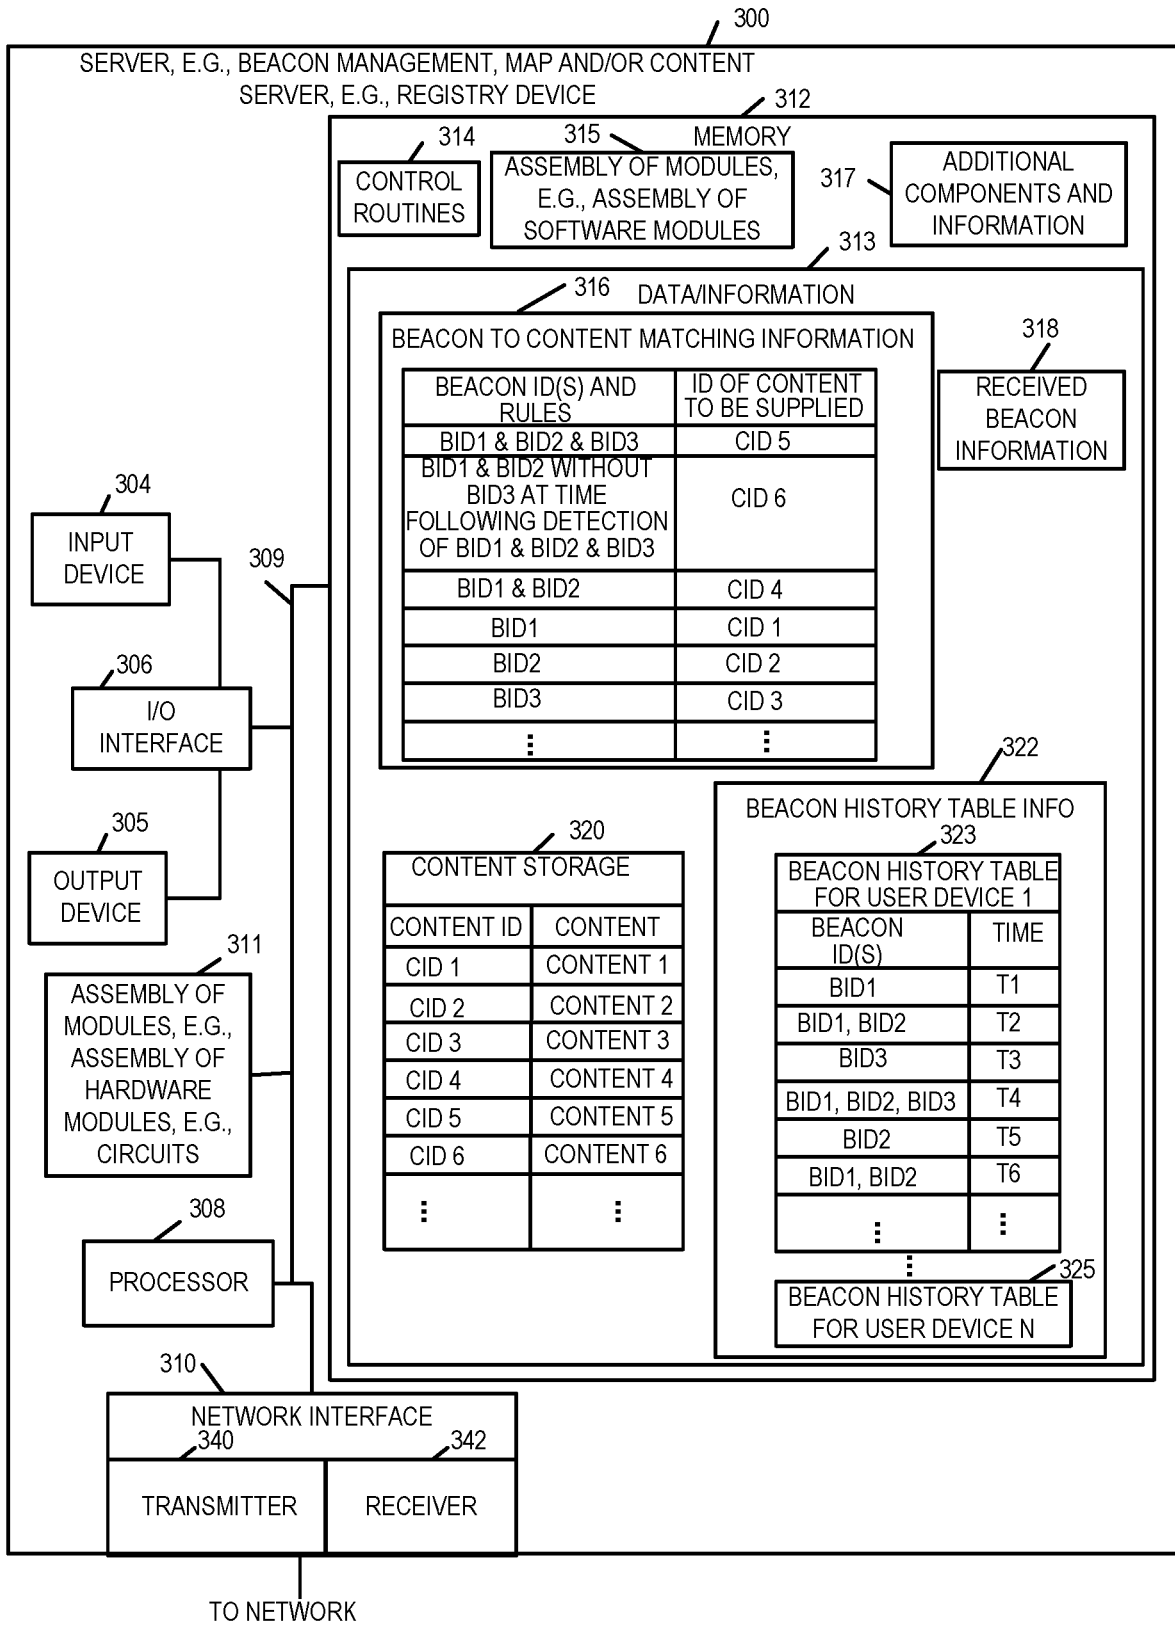 300
SERVER, E.G., BEACON MANAGEMENT, MAP AND/OR CONTENT
SERVER, E.G., REGISTRY DEVICE
312
MEMORY
314
CONTROL
ROUTINES
315
ASSEMBLY OF MODULES,
E.G., ASSEMBLY OF
SOFTWARE MODULES
317
ADDITIONAL
COMPONENTS AND
INFORMATION
313
DATA/INFORMATION
316
BEACON TO CONTENT MATCHING INFORMATION
BEACON ID(S) AND
RULES
ID OF CONTENT
TO BE SUPPLIED
BID1 & BID2 & BID3
CID 5
BID1 & BID2 WITHOUT
BID3 AT TIME
FOLLOWING DETECTION
OF BID1 & BID2 & BID3
CID 6
BID1 & BID2
CID 4
BID1
CID 1
BID2
CID 2
BID3
CID 3
318
RECEIVED
BEACON
INFORMATION
304
INPUT
DEVICE
309
306
I/O
INTERFACE
305
OUTPUT
DEVICE
311
ASSEMBLY OF
MODULES, E.G.,
ASSEMBLY OF
HARDWARE
MODULES, E.G.,
CIRCUITS
308
PROCESSOR
320
CONTENT STORAGE
CONTENT ID
CONTENT
CID 1
CONTENT 1
CID 2
CONTENT 2
CID 3
CONTENT 3
CID 4
CONTENT 4
CID 5
CONTENT 5
CID 6
CONTENT 6
322
BEACON HISTORY TABLE INFO
323
BEACON HISTORY TABLE
FOR USER DEVICE 1
BEACON
ID(S)
TIME
BID1
T1
BID1, BID2
T2
BID3
T3
BID1, BID2, BID3
T4
BID2
T5
BID1, BID2
T6
325
BEACON HISTORY TABLE
FOR USER DEVICE N
310
NETWORK INTERFACE
340
TRANSMITTER
342
RECEIVER
TO NETWORK